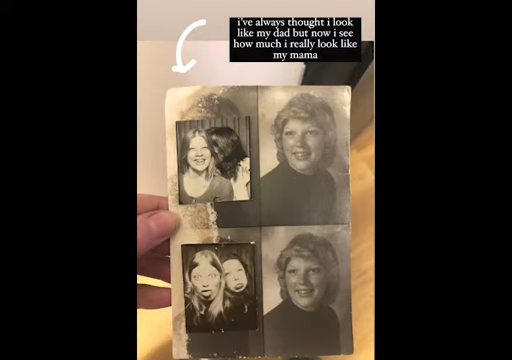 i've always thought i look
like my dad but now i see
how much i really look like
my mama